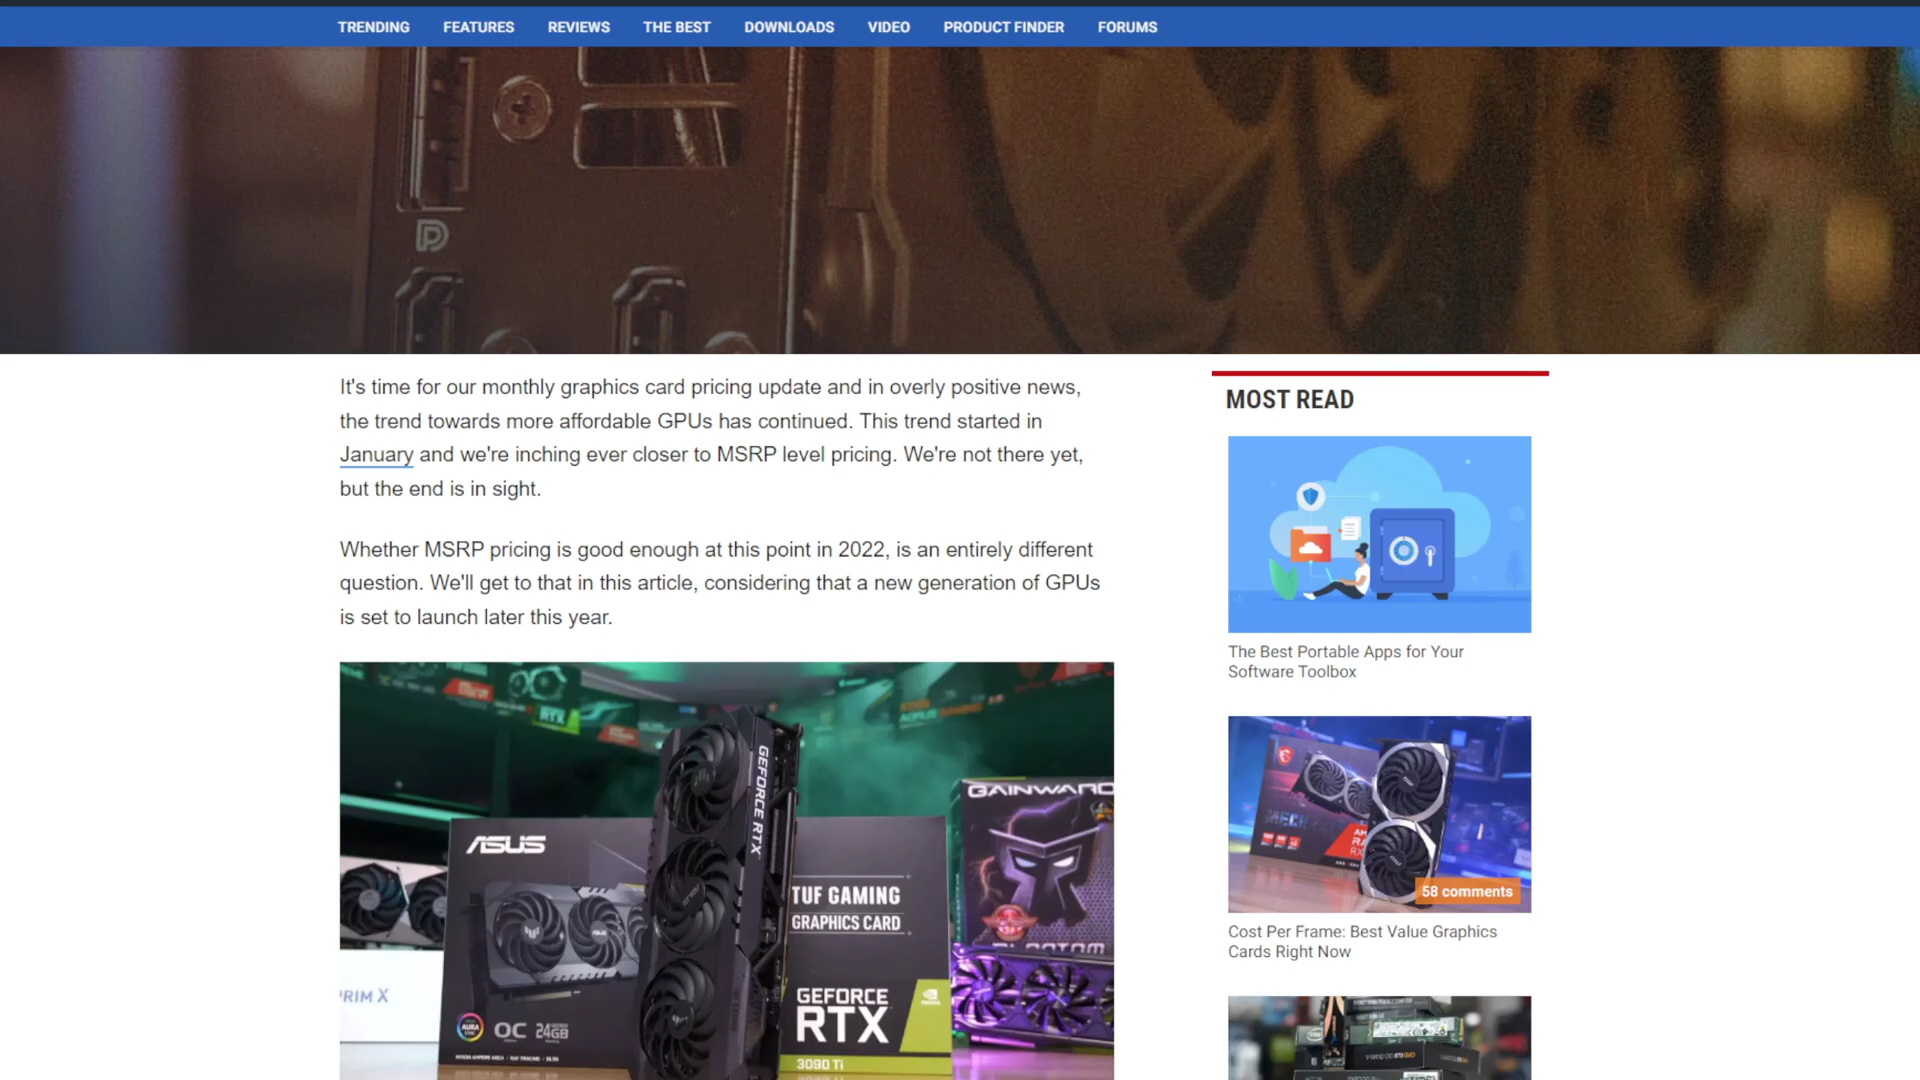 TRENDING FEATURES REVIEWS THE BEST DOWNLOADS VIDEO PRODUCT FINDER FORUMS
It's time for our monthly graphics card pricing update and in overly positive news,
the trend towards more affordable GPUs has continued. This trend started in
January and we're inching ever closer to MSRP level pricing. We're not there yet,
but the end is in sight.
Whether MSRP pricing is good enough at this point in 2022, is an entirely different
question. We'll get to that in this article, considering that a new generation of GPUs
is set to launch later this year.
RTX
AORUS GAMING
GEFORCE RTX
ASUS
TUF GAMING
GRAPHICS CARD
GAINWARD
PHANTOM
PRIM X
OC 24GB
GEFORCE
RTX
3090 Ti
MOST READ
The Best Portable Apps for Your
Software Toolbox
MECH
58 comments
Cost Per Frame: Best Value Graphics
Cards Right Now